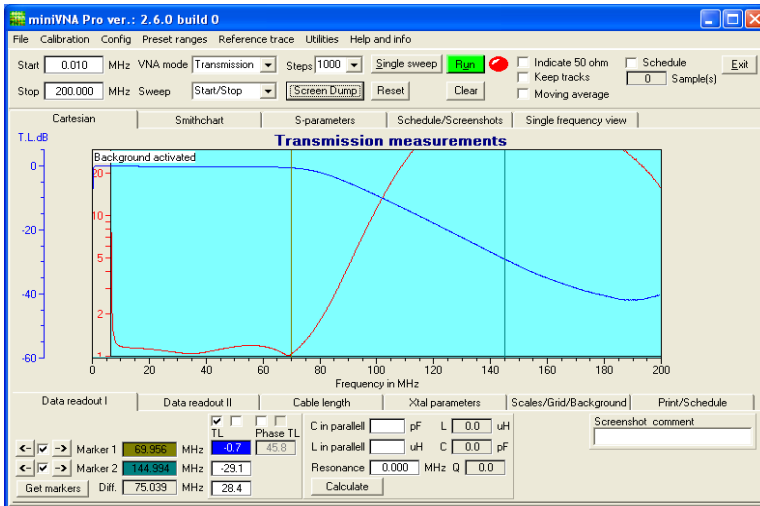 miniVNA Pro ver.: 2.6.0 build 0
File Calibration Config Preset ranges Reference trace Utilities Help and info
Start 0.010 MHz VNA mode Transmission Steps 1000 Single sweep Run Indicate 50 ohm Schedule Exit
Keep tracks 0 Sample(s)
Stop 200.000 MHz Sweep Start/Stop Screen Dump Reset Clear Moving average
Cartesian Smithchart S-parameters Schedule/Screenshots Single frequency view
T.L.dB Transmission measurements
Background activated
0 20
10
-20
5
-40
2
-60 1
0 20 40 60 80 100 120 140 160 180 200
Frequency in MHz
Data readout I Data readout II Cable length Xtal parameters Scales/Grid/Background Print/Schedule
TL Phase TL C in parallell pF L 0.0 uH Screenshot comment
<- -> Marker 1 69.956 MHz -0.7 45.8 L in parallell uH C 0.0 pF
<- -> Marker 2 144.994 MHz -29.1 Resonance 0.000 MHz Q 0.0
Get markers Diff. 75.039 MHz 28.4 Calculate